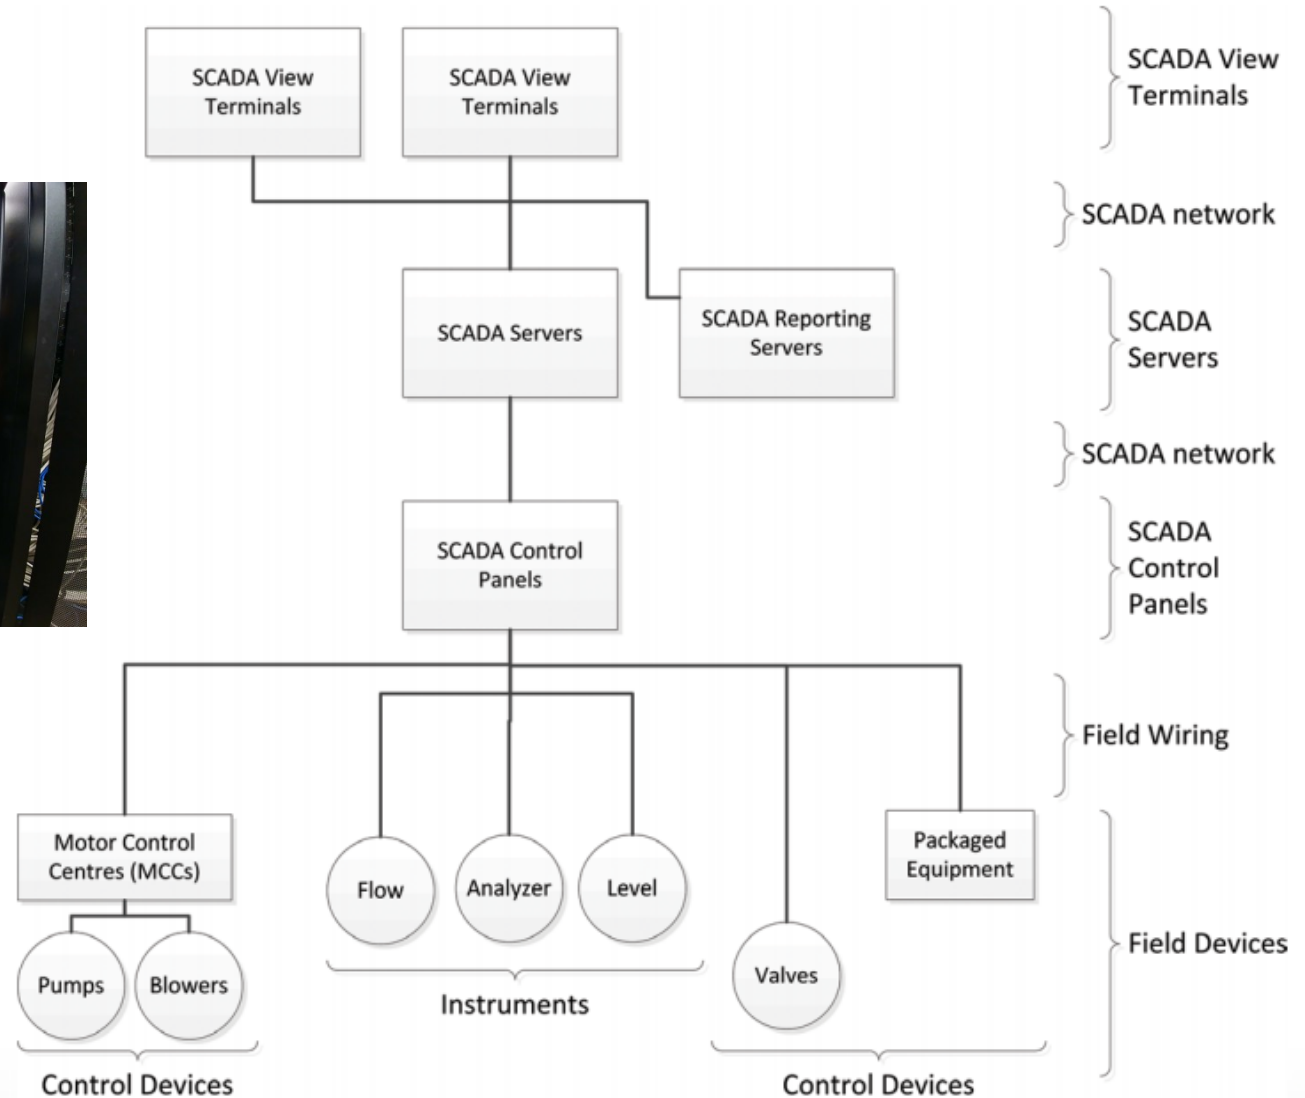 SCADA View
Terminals
SCADA View
Terminals
SCADA View
Terminals
SCADA network
SCADA Servers
SCADA Reporting
Servers
SCADA
Servers
SCADA network
SCADA Control
Panels
SCADA
Control
Panels
Field Wiring
Motor Control
Centres (MCCs)
Flow
Analyzer
Level
Packaged
Equipment
Pumps
Blowers
Valves
Field Devices
Instruments
Control Devices
Control Devices